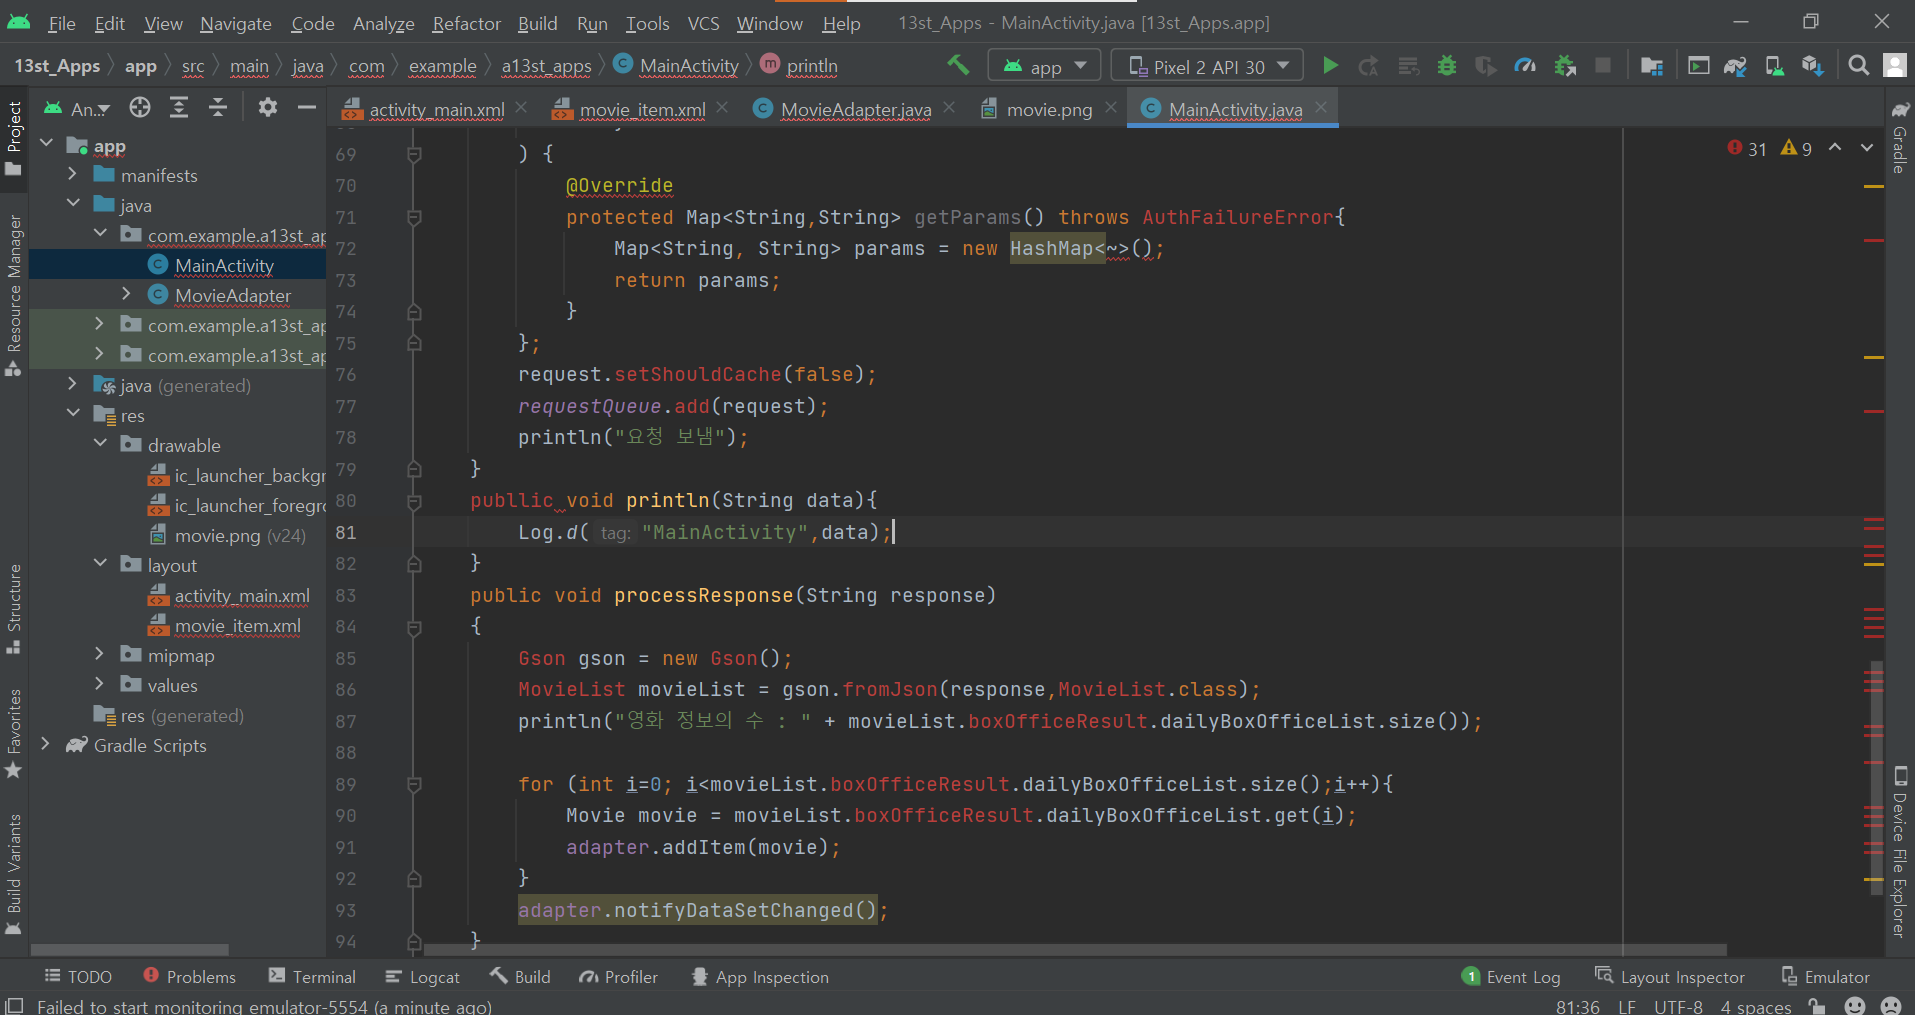 File Edit View Navigate Code Analyze Refactor Build Run Tools VCS Window Help 13st_Apps - MainActivity.java [13st_Apps.app]
13st_Apps app src main java com example a13st_apps MainActivity println app Pixel 2 API 30
An... activity_main.xml movie_item.xml MovieAdapter.java movie.png MainActivity.java
Project
Resource Manager
Structure
Favorites
Build Variants
app
manifests
java
com.example.a13st_ap
MainActivity
MovieAdapter
com.example.a13st_ap
com.example.a13st_ap
java (generated)
res
drawable
ic_launcher_backgr
ic_launcher_foregro
movie.png (v24)
layout
activity_main.xml
movie_item.xml
mipmap
values
res (generated)
Gradle Scripts
31 9
69 ) {
70 @Override
71 protected Map<String,String> getParams() throws AuthFailureError{
72 Map<String, String> params = new HashMap<~>();
73 return params;
74 }
75 };
76 request.setShouldCache(false);
77 requestQueue.add(request);
78 println("요청 보냄");
79 }
80 publlic void println(String data){
81 Log.d( tag: "MainActivity",data);
82 }
83 public void processResponse(String response)
84 {
85 Gson gson = new Gson();
86 MovieList movieList = gson.fromJson(response,MovieList.class);
87 println("영화 정보의 수 : " + movieList.boxOfficeResult.dailyBoxOfficeList.size());
88
89 for (int i=0; i<movieList.boxOfficeResult.dailyBoxOfficeList.size();i++){
90 Movie movie = movieList.boxOfficeResult.dailyBoxOfficeList.get(i);
91 adapter.addItem(movie);
92 }
93 adapter.notifyDataSetChanged();
94 }
Gradle
Device File Explorer
TODO Problems Terminal Logcat Build Profiler App Inspection 1 Event Log Layout Inspector Emulator
Failed to start monitoring emulator-5554 (a minute ago) 81:36 LF UTF-8 4 spaces